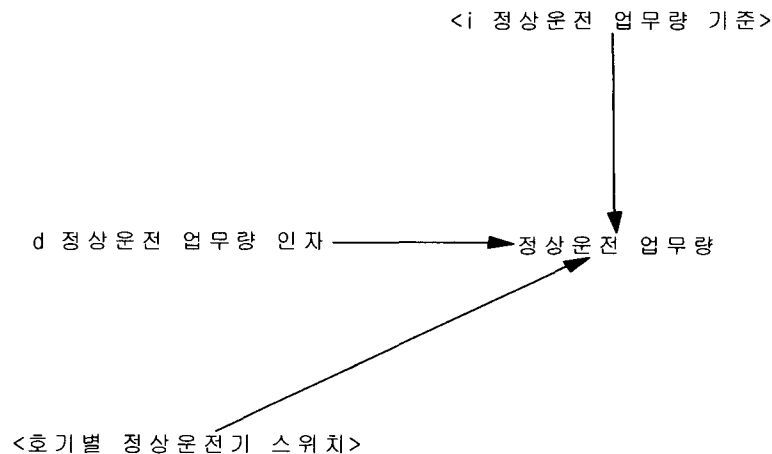 <i 정상운전 업무량 기준>
d 정상운전 업무량 인자
정상운전 업무량
<호기별 정상운전기 스위치>